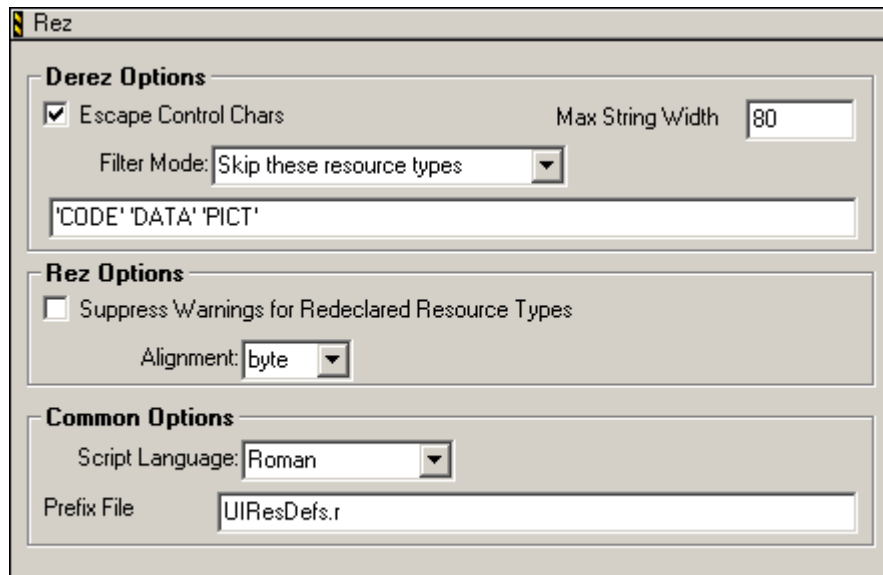 Rez
Derez Options
Escape Control Chars Max String Width 80
Filter Mode: Skip these resource types
'CODE' 'DATA' 'PICT'
Rez Options
Suppress Warnings for Redeclared Resource Types
Alignment: byte
Common Options
Script Language: Roman
Prefix File UIResDefs.r